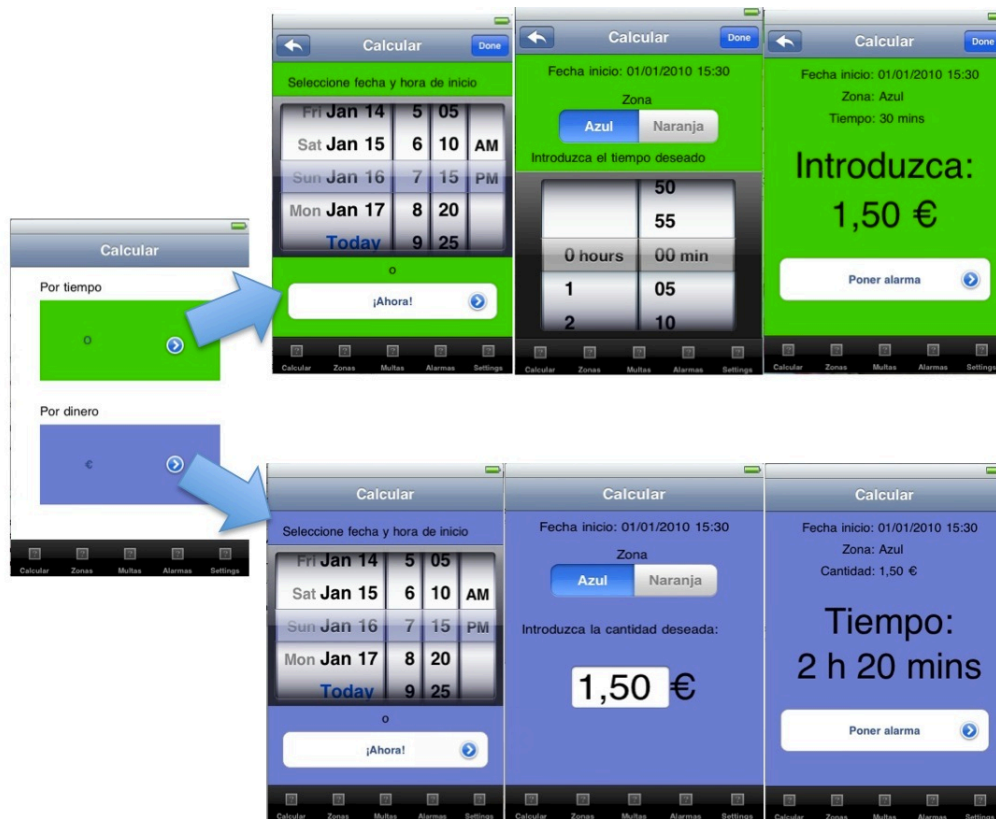 Calcular
Por tiempo
O
Por dinero
€
Calcular Zonas Multas Alarmas Settings
Calcular Done
Seleccione fecha y hora de inicio
Fri Jan 14 5 05
Sat Jan 15 6 10 AM
Sun Jan 16 7 15 PM
Mon Jan 17 8 20
Today 9 25
o
¡Ahora!
Calcular Zonas Multas Alarmas Settings
Calcular Done
Fecha inicio: 01/01/2010 15:30
Zona
Azul Naranja
Introduzca el tiempo deseado
50
55
0 hours 00 min
1 05
2 10
Calcular Zonas Multas Alarmas Settings
Calcular Done
Fecha inicio: 01/01/2010 15:30
Zona: Azul
Tiempo: 30 mins
Introduzca:
1,50 €
Poner alarma
Calcular Zonas Multas Alarmas Settings
Calcular
Seleccione fecha y hora de inicio
Fri Jan 14 5 05
Sat Jan 15 6 10 AM
Sun Jan 16 7 15 PM
Mon Jan 17 8 20
Today 9 25
o
¡Ahora!
Calcular Zonas Multas Alarmas Settings
Calcular
Fecha inicio: 01/01/2010 15:30
Zona
Azul Naranja
Introduzca la cantidad deseada:
1,50 €
Calcular Zonas Multas Alarmas Settings
Calcular
Fecha inicio: 01/01/2010 15:30
Zona: Azul
Cantidad: 1,50 €
Tiempo:
2 h 20 mins
Poner alarma
Calcular Zonas Multas Alarmas Settings